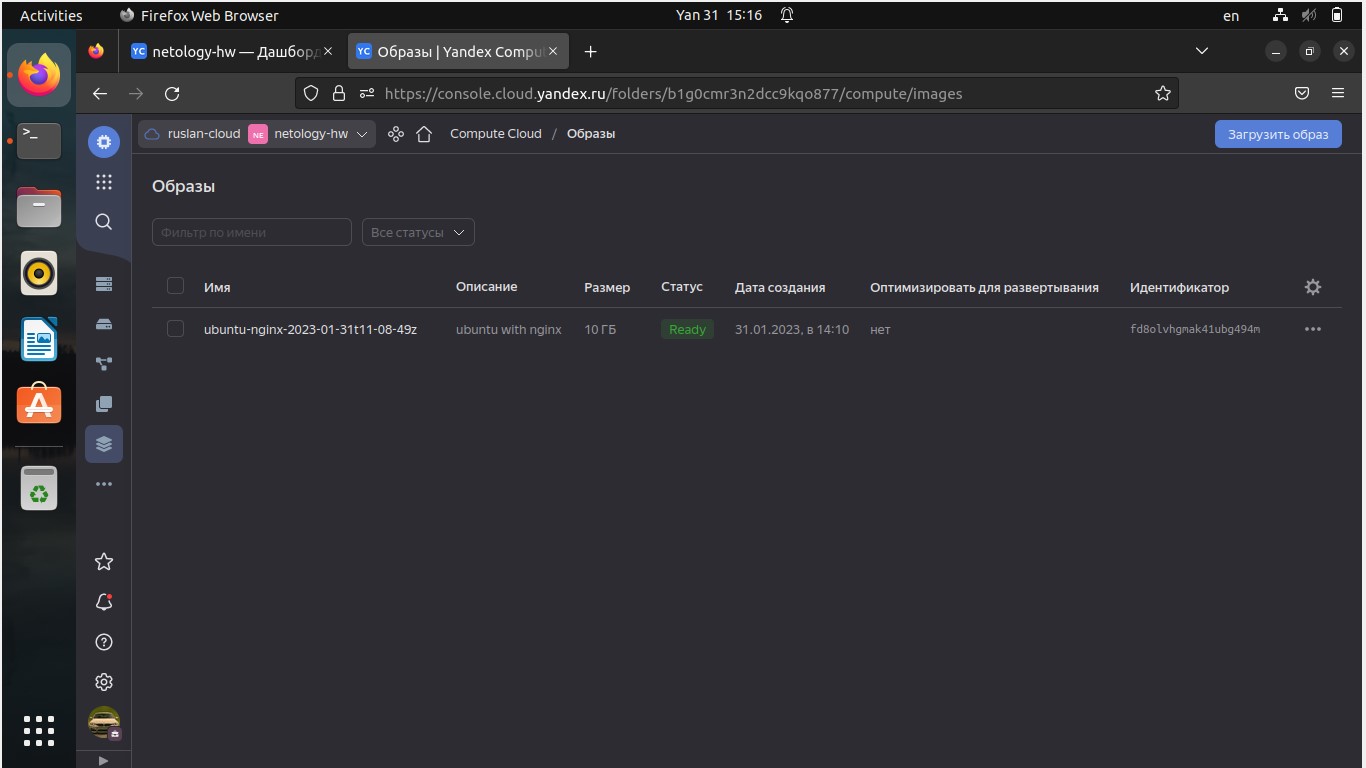 Activities Firefox Web Browser Yan 31 15:16 en
YC netology-hw — Дашборд YC Образы | Yandex Compu
https://console.cloud.yandex.ru/folders/b1g0cmr3n2dcc9kqo877/compute/images
ruslan-cloud NE netology-hw Compute Cloud / Образы Загрузить образ
Образы
Фильтр по имени Все статусы
Имя Описание Размер Статус Дата создания Оптимизировать для развертывания Идентификатор
ubuntu-nginx-2023-01-31t11-08-49z ubuntu with nginx 10 ГБ Ready 31.01.2023, в 14:10 нет fd8olvhgmak41ubg494m